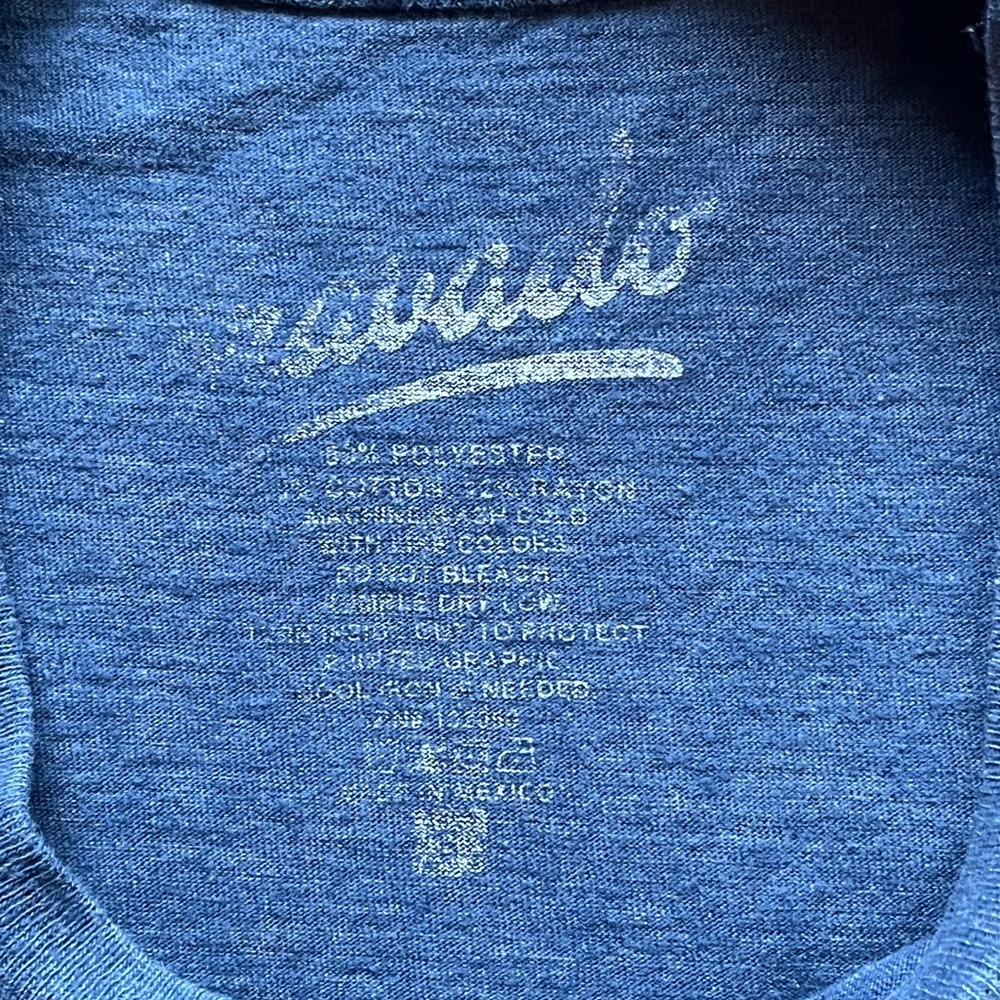 % POLYESTER
COTTON 12% RAYON
MACHINE WASH COLD
WITH LIKE COLORS
DO NOT BLEACH
TUMBLE DRY LOW
TURN INSIDE OUT TO PROTECT
PRINTED GRAPHIC
COOL IRON IF NEEDED
MADE IN MEXICO